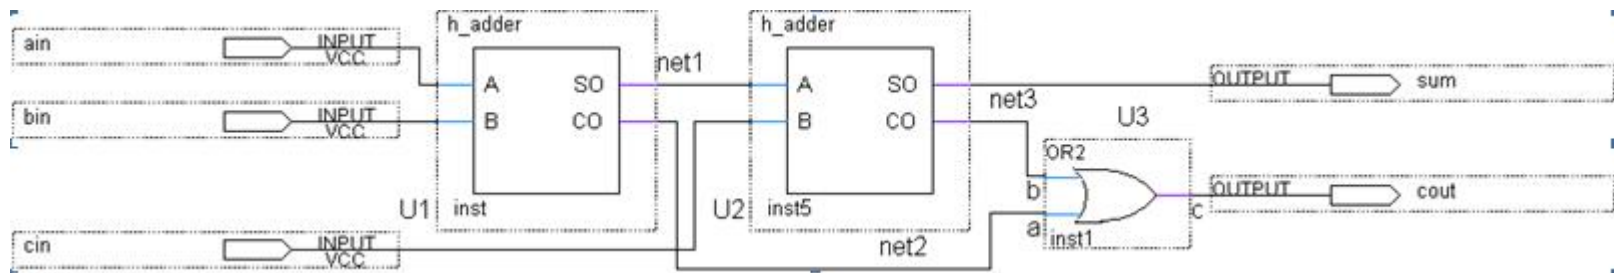 ain
INPUT
VCC
bin
INPUT
VCC
cin
INPUT
VCC
h_adder
A
SO
B
CO
U1
inst
net1
h_adder
A
SO
B
CO
U2
inst5
net2
net3
U3
OR2
b
a
c
inst1
OUTPUT
sum
OUTPUT
cout